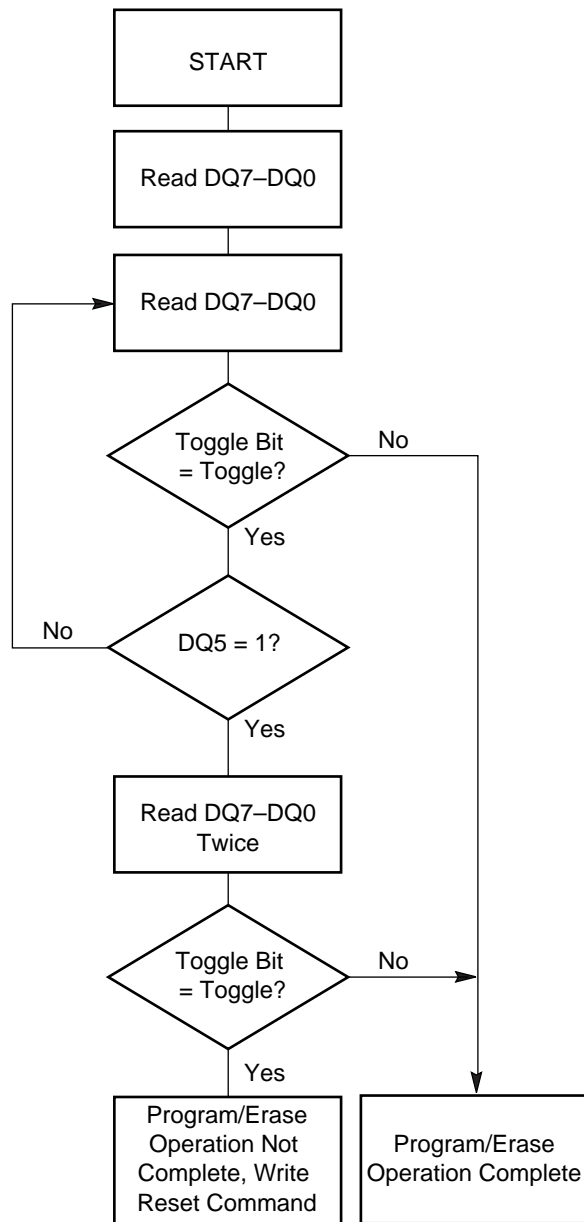 START
Read DQ7–DQ0
Read DQ7–DQ0
Toggle Bit
= Toggle?
No
Yes
No
DQ5 = 1?
Yes
Read DQ7–DQ0
Twice
Toggle Bit
= Toggle?
No
Yes
Program/Erase
Operation Not
Complete, Write
Reset Command
Program/Erase
Operation Complete